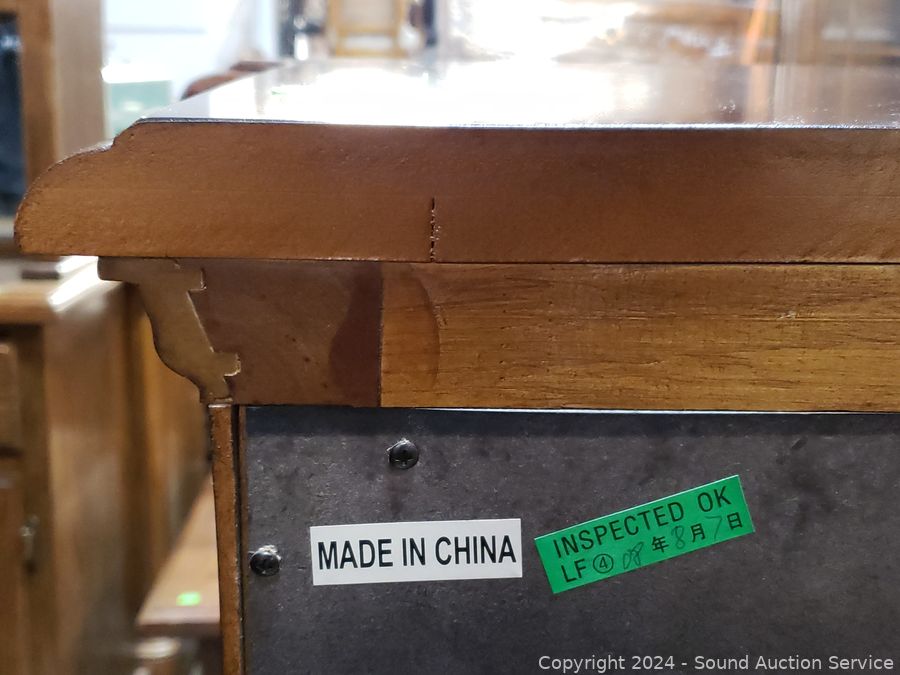 MADE IN CHINA
INSPECTED OK
LF④ 08年8月7日
Copyright 2024 - Sound Auction Service